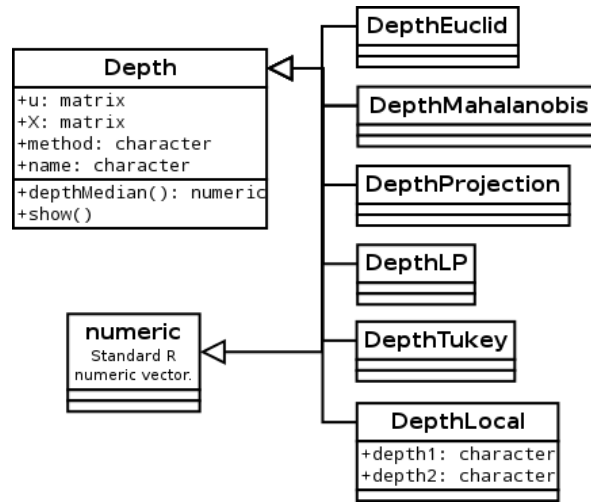 Depth
+u: matrix
+X: matrix
+method: character
+name: character
+depthMedian(): numeric
+show()
numeric
Standard R
numeric vector.
DepthEuclid
DepthMahalanobis
DepthProjection
DepthLP
DepthTukey
DepthLocal
+depth1: character
+depth2: character